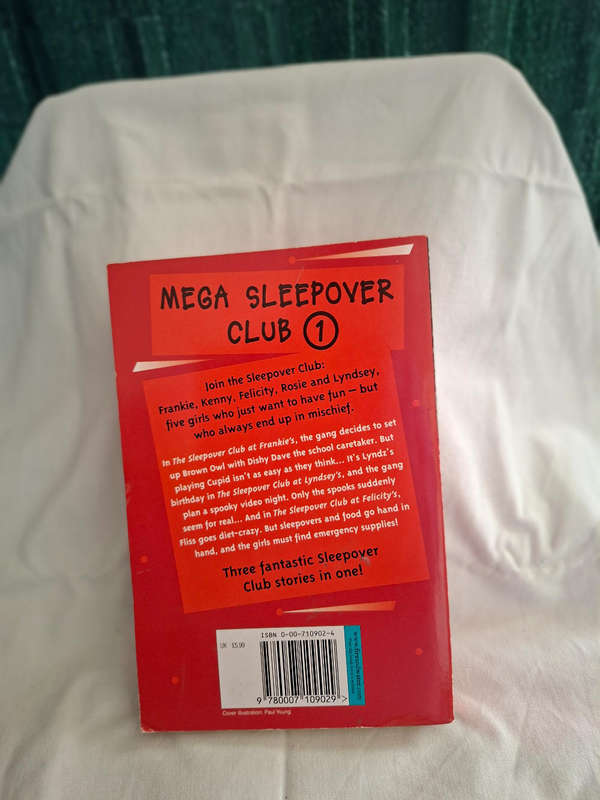 MEGA SLEEPOVER
CLUB 1
Join the Sleepover Club:
Frankie, Kenny, Felicity, Rosie and Lyndsey,
five girls who just want to have fun – but
who always end up in mischief.
In The Sleepover Club at Frankie's, the gang decides to set
up Brown Owl with Dishy Dave the school caretaker. But
playing Cupid isn't as easy as they think... It's Lyndz's
birthday in The Sleepover Club at Lyndsey's, and the gang
plan a spooky video night. Only the spooks suddenly
seem for real... And in The Sleepover Club at Felicity's,
Fliss goes diet-crazy. But sleepovers and food go hand in
hand, and the girls must find emergency supplies!
Three fantastic Sleepover
Club stories in one!
ISBN 0-00-710902-4
UK £5.99
9 780007 109029 >
Cover illustration: Paul Young